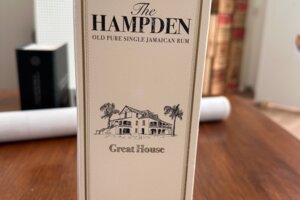 The
HAMPDEN
OLD PURE SINGLE JAMAICAN RUM
Great House